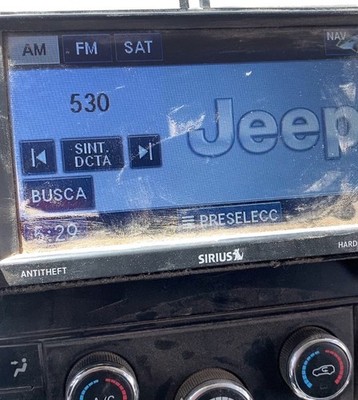 AM FM SAT NAV
530
Jeep
SINT.
DCTA
BUSCA
5:29
PRESELECC
SIRIUS
ANTITHEFT HARD
A/C